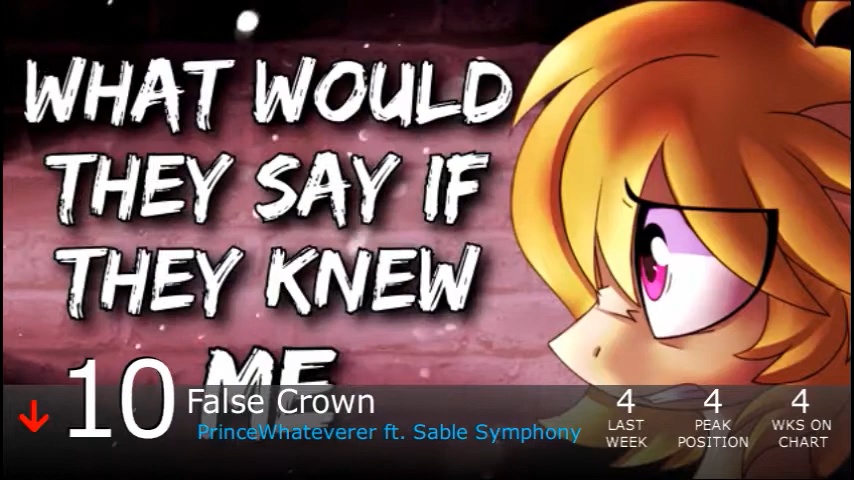 WHAT WOULD
THEY SAY IF
THEY KNEW
ME
10
False Crown
PrinceWhateverer ft. Sable Symphony
4
LAST
WEEK
4
PEAK
POSITION
4
WKS ON
CHART